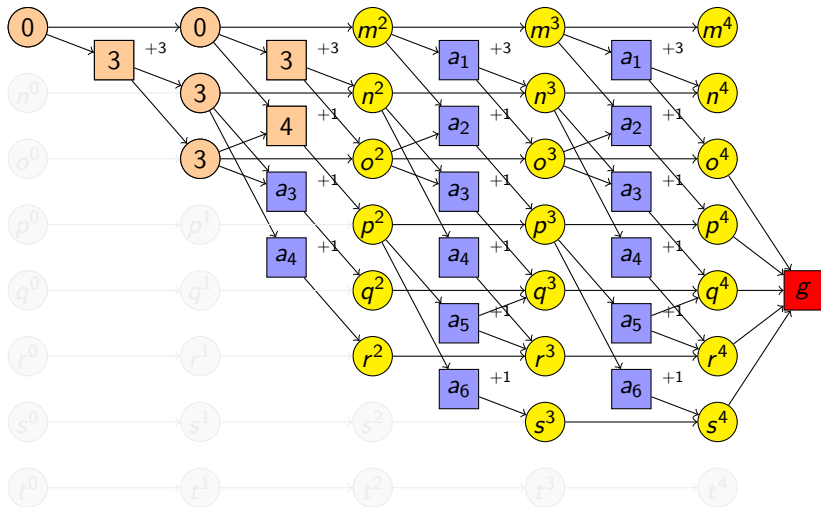 0 0 m² m³ m⁴
3 +3 3 +3 a₁ +3 a₁ +3
n⁰ 3 n² n³ n⁴
4 +1 a₂ +1 a₂ +1
o⁰ 3 o² o³ o⁴
a₃ +1 a₃ +1 a₃ +1
p⁰ p¹ p² p³ p⁴
a₄ +1 a₄ +1 a₄ +1
q⁰ q¹ q² q³ q⁴ g
a₅ +1 a₅ +1
r⁰ r¹ r² r³ r⁴
a₆ +1 a₆ +1
s⁰ s¹ s² s³ s⁴
t⁰ t¹ t² t³ t⁴